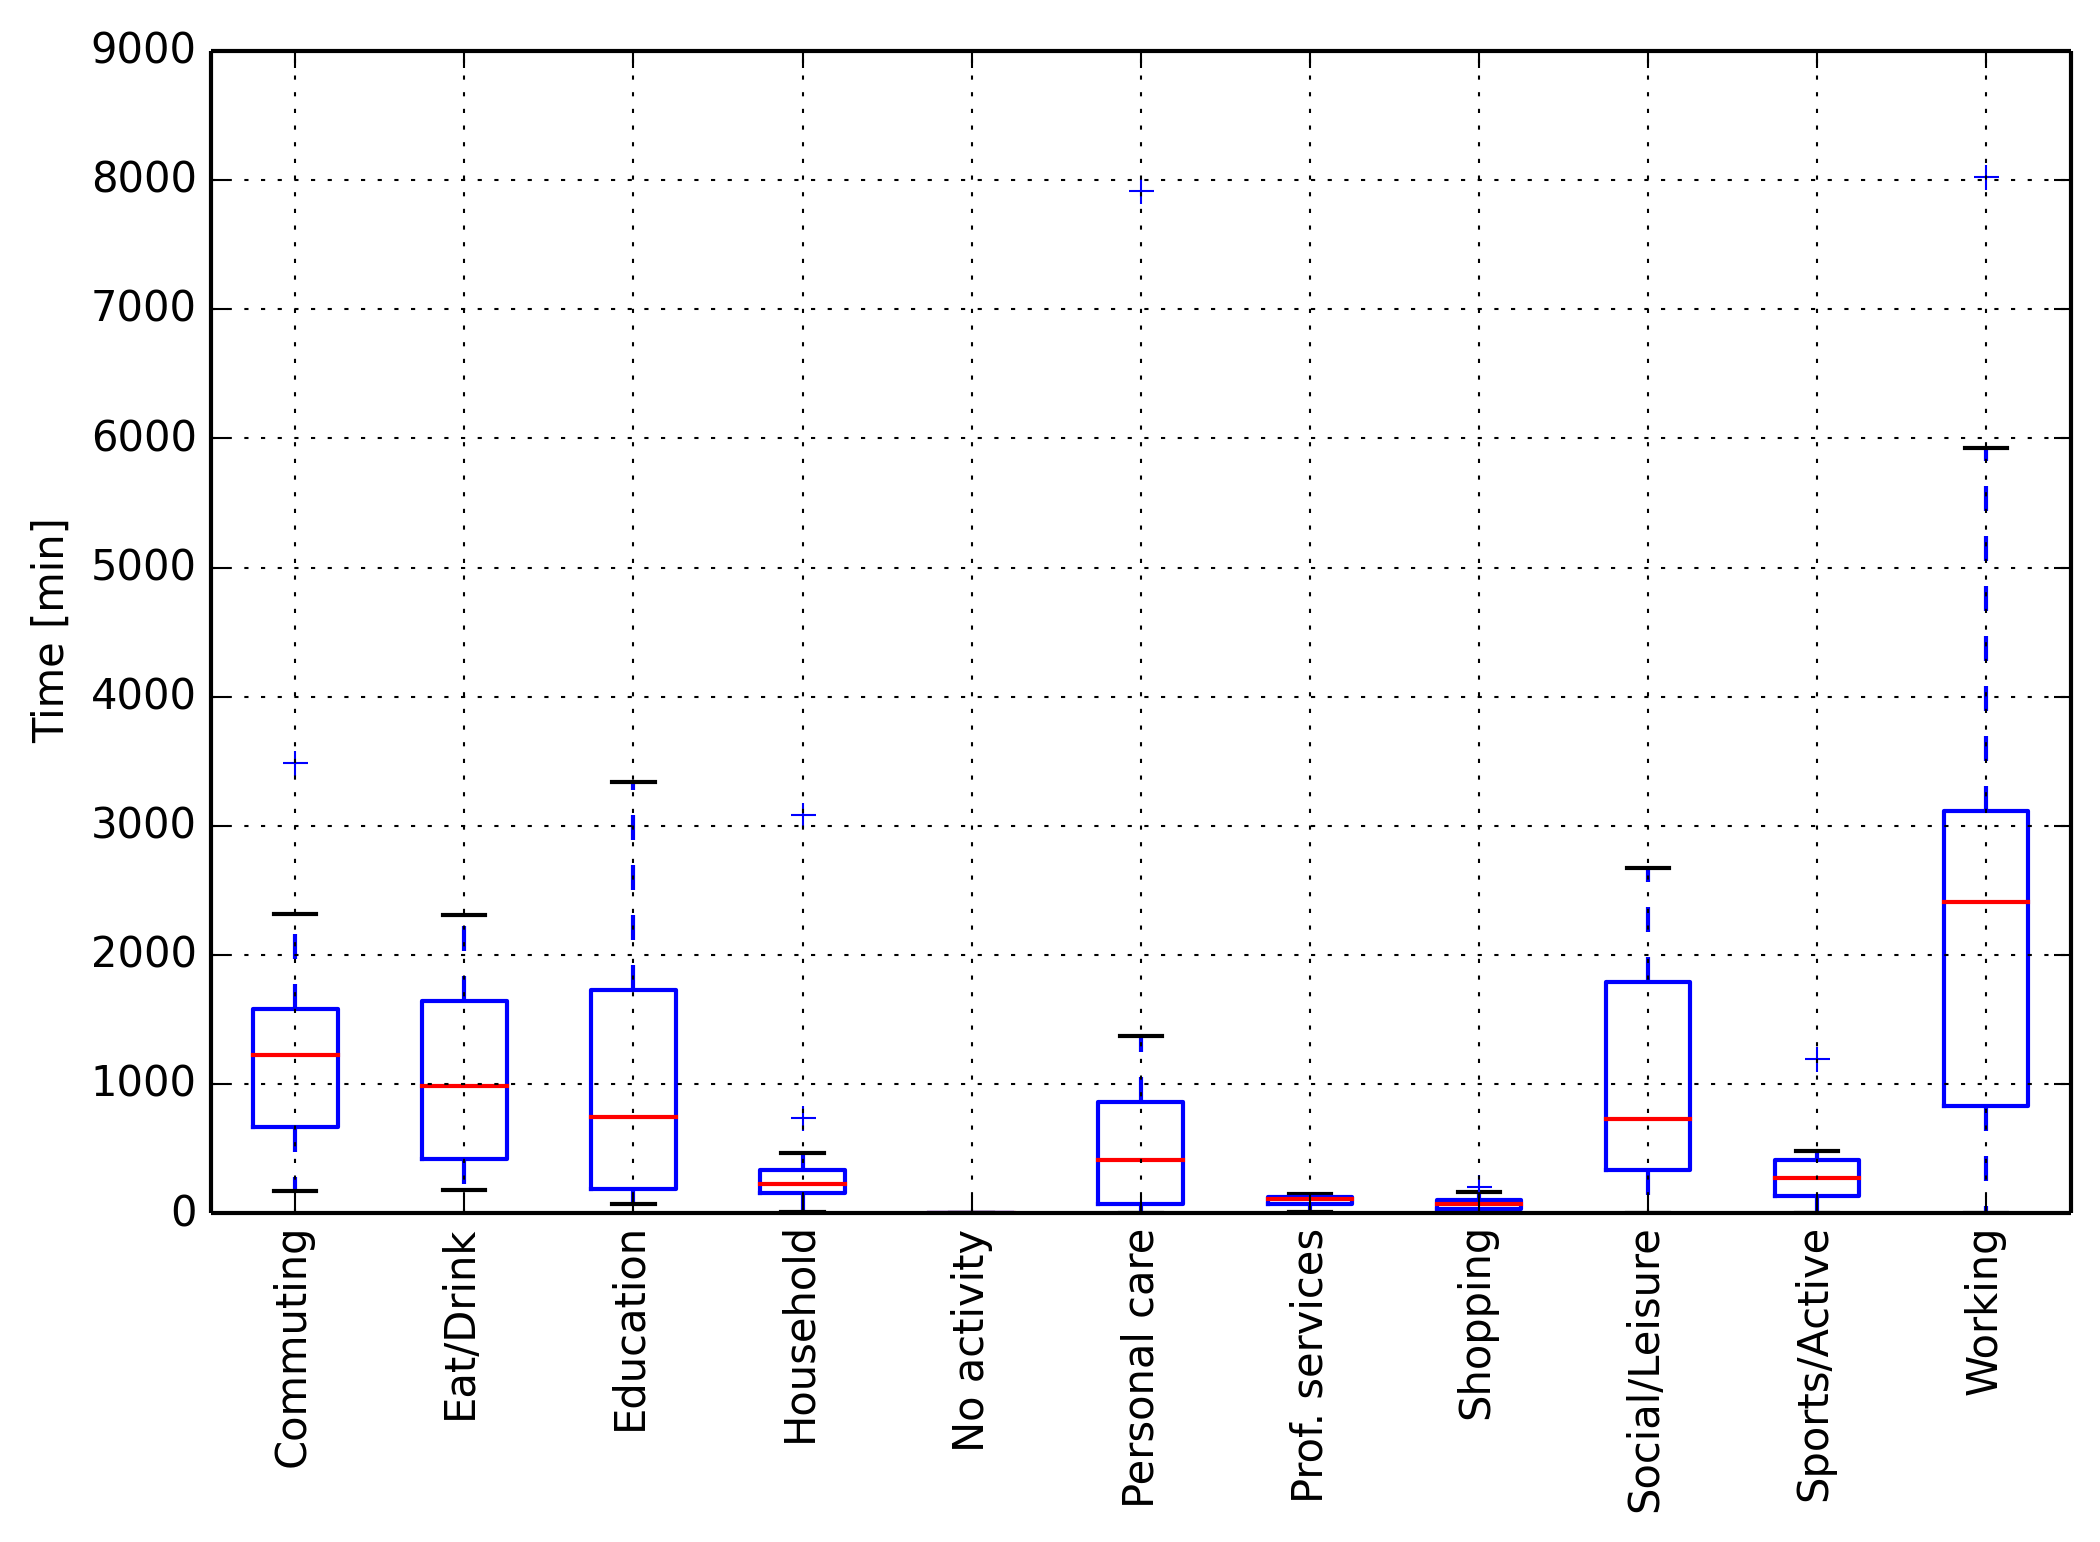 9000
8000
7000
6000
5000
4000
3000
2000
1000
0
Time [min]
Commuting
Eat/Drink
Education
Household
No activity
Personal care
Prof. services
Shopping
Social/Leisure
Sports/Active
Working